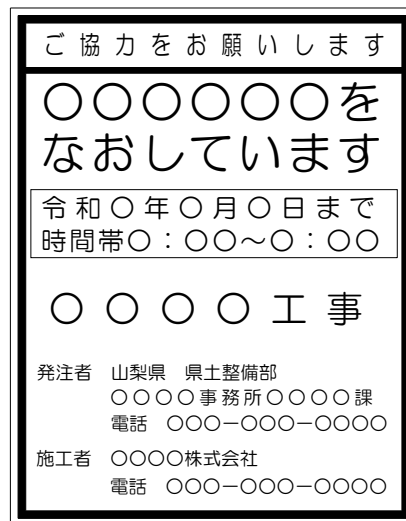 ご協力をお願いします
〇〇〇〇〇〇を
なおしています
令和〇年〇月〇日まで
時間帯〇：〇〇～〇：〇〇
〇〇〇〇工事
発注者　山梨県　県土整備部
〇〇〇〇事務所〇〇〇〇課
電話　〇〇〇－〇〇〇－〇〇〇〇
施工者　〇〇〇〇株式会社
電話　〇〇〇－〇〇〇－〇〇〇〇